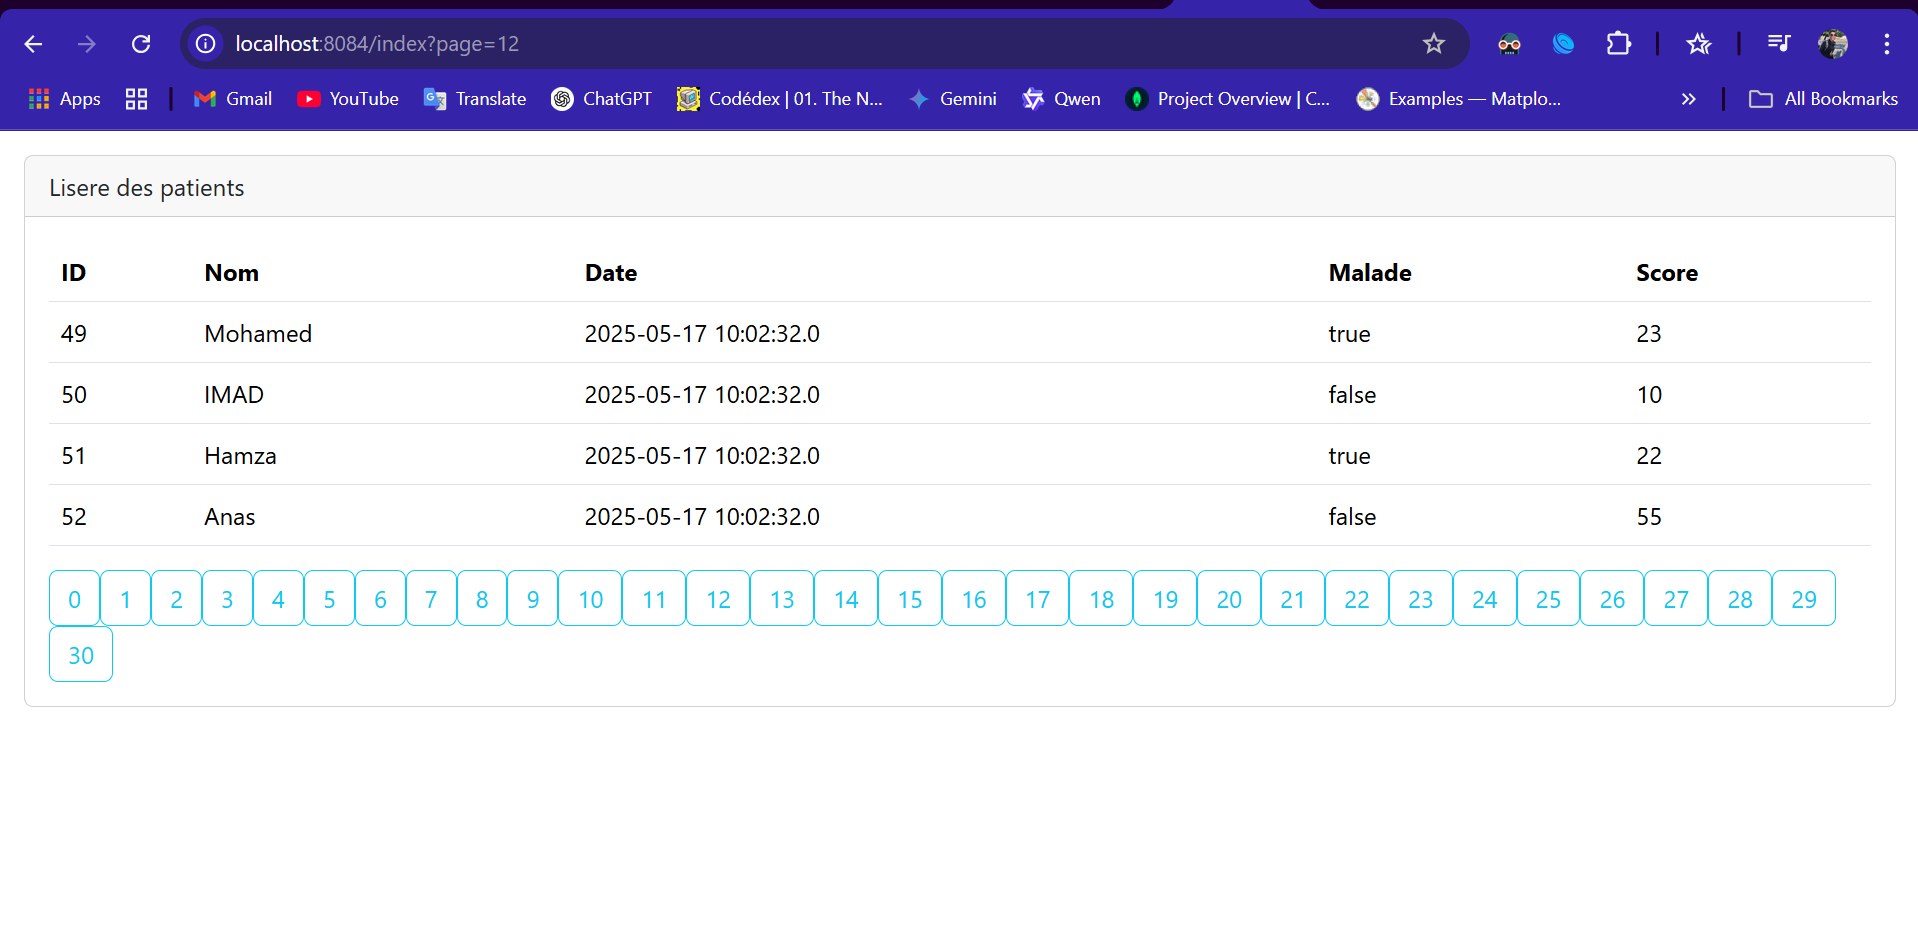 localhost:8084/index?page=12
Apps Gmail YouTube Translate ChatGPT Codédex | 01. The N... Gemini Qwen Project Overview | C... Examples — Matplo... » All Bookmarks
Lisere des patients
ID Nom Date Malade Score
49 Mohamed 2025-05-17 10:02:32.0 true 23
50 IMAD 2025-05-17 10:02:32.0 false 10
51 Hamza 2025-05-17 10:02:32.0 true 22
52 Anas 2025-05-17 10:02:32.0 false 55
0 1 2 3 4 5 6 7 8 9 10 11 12 13 14 15 16 17 18 19 20 21 22 23 24 25 26 27 28 29
30